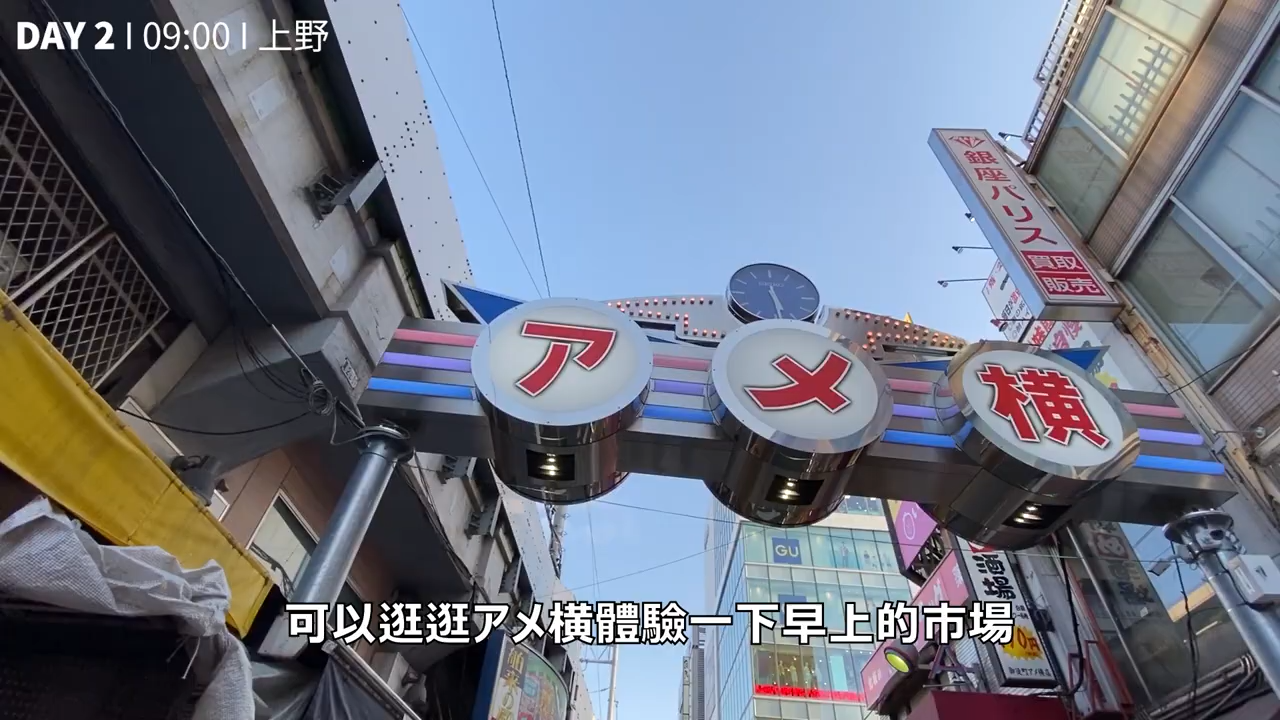 DAY 2 | 09:00 | 上野
銀座パリス
買取
販売
アメ横
GU
酒場
可以逛逛アメ横體驗一下早上的市場